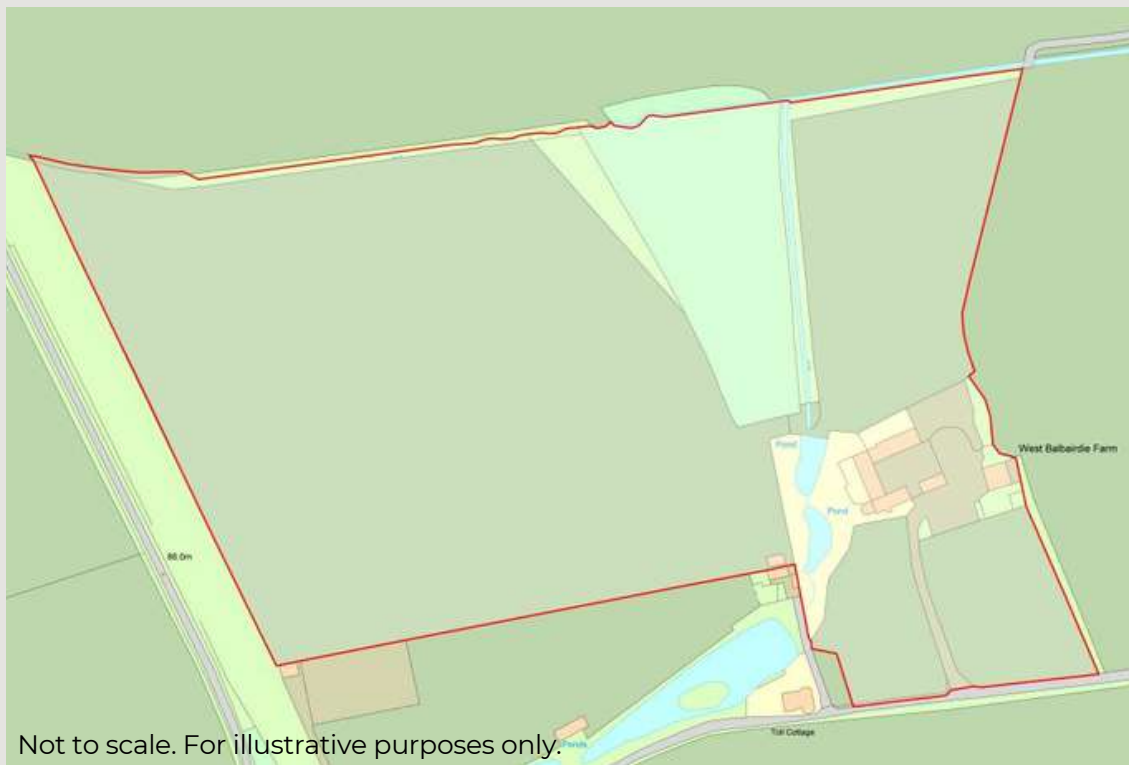 Pond
West Balbairdie Farm
Pond
86.0m
Ponds
Toll Cottage
Not to scale. For illustrative purposes only.